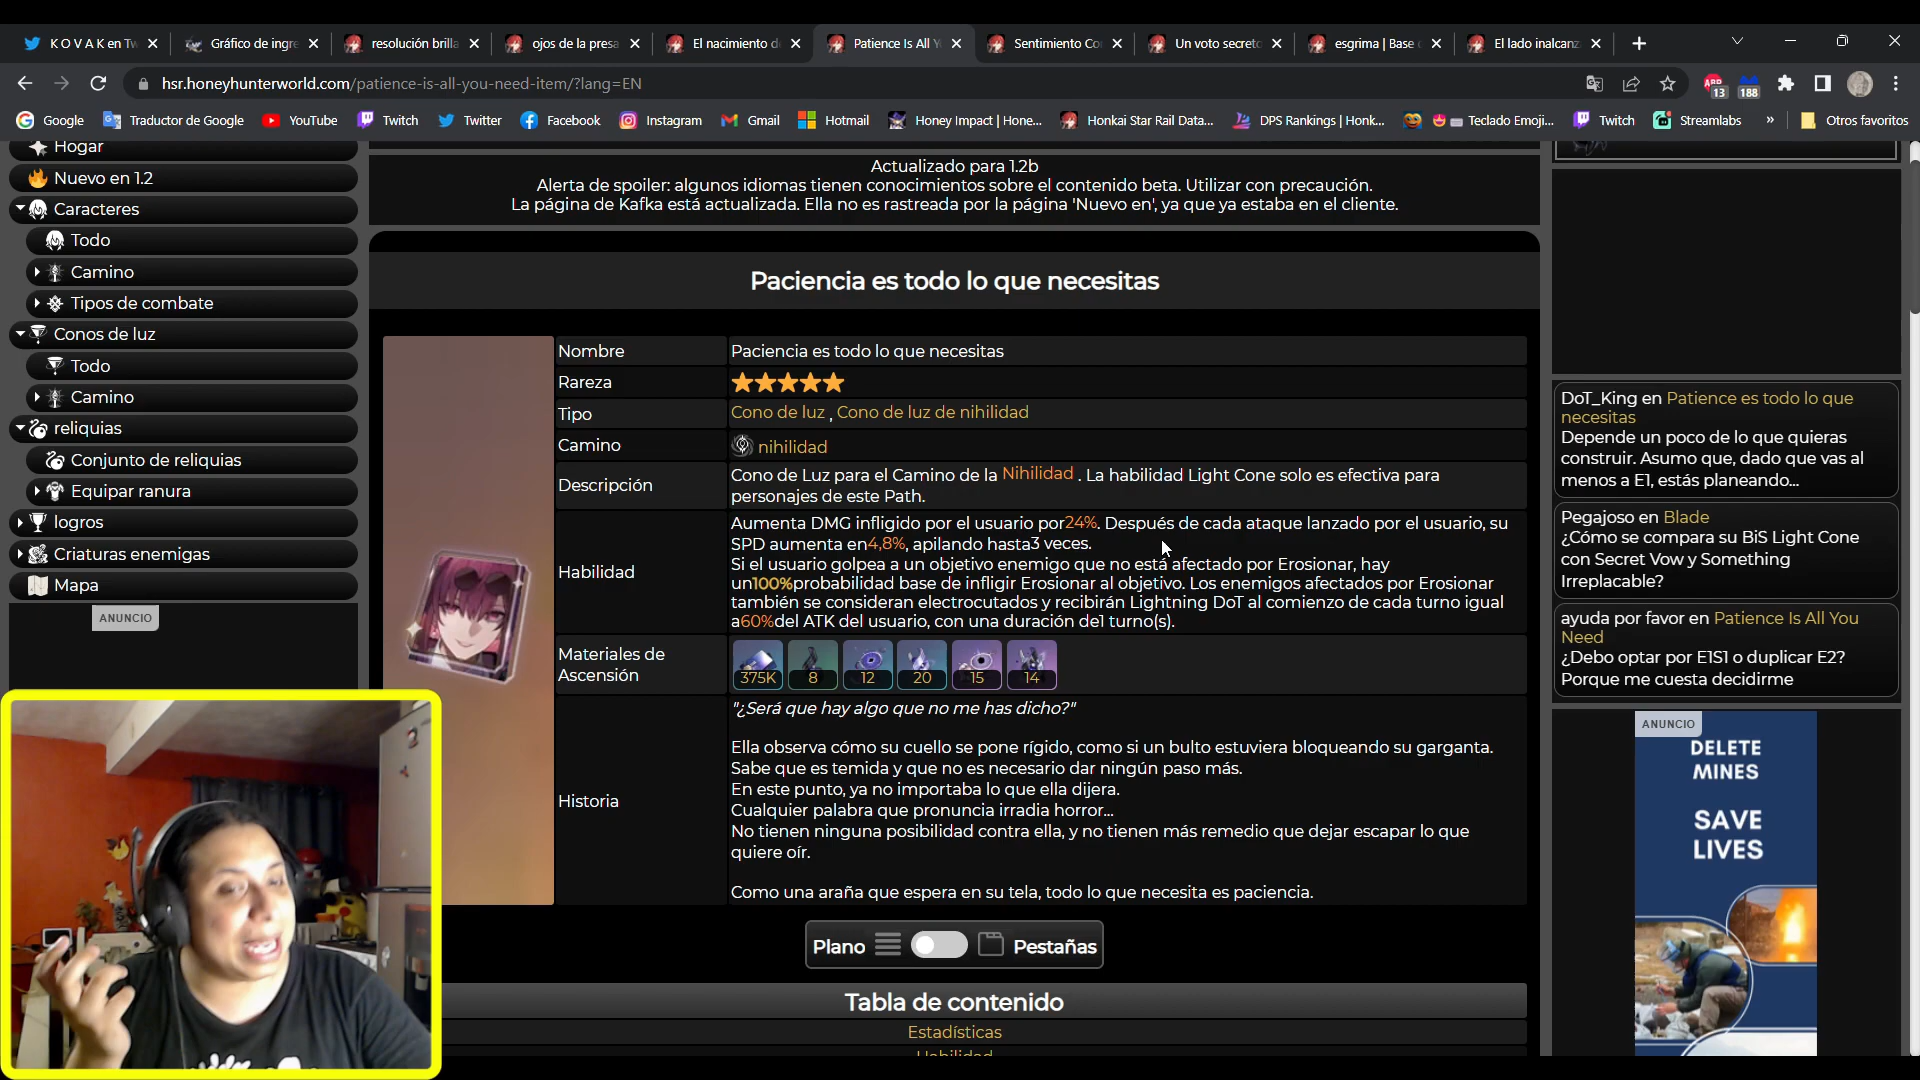 K O V A K en Tw
Gráfico de ingre
resolución brilla
ojos de la presa
El nacimiento d
Patience Is All Y
Sentimiento Co
Un voto secreto
esgrima | Base d
El lado inalcanz
hsr.honeyhunterworld.com/patience-is-all-you-need-item/?lang=EN
ABP
13
188
Google
Traductor de Google
YouTube
Twitch
Twitter
Facebook
Instagram
Gmail
Hotmail
Honey Impact | Hone...
Honkai Star Rail Data...
DPS Rankings | Honk...
Teclado Emoji...
Twitch
Streamlabs
»
Otros favoritos
Hogar
Nuevo en 1.2
Caracteres
Todo
Camino
Tipos de combate
Conos de luz
Todo
Camino
reliquias
Conjunto de reliquias
Equipar ranura
logros
Criaturas enemigas
Mapa
ANUNCIO
Actualizado para 1.2b
Alerta de spoiler: algunos idiomas tienen conocimientos sobre el contenido beta. Utilizar con precaución.
La página de Kafka está actualizada. Ella no es rastreada por la página 'Nuevo en', ya que ya estaba en el cliente.
Paciencia es todo lo que necesitas
Nombre
Paciencia es todo lo que necesitas
Rareza
Tipo
Cono de luz , Cono de luz de nihilidad
Camino
nihilidad
Descripción
Cono de Luz para el Camino de la Nihilidad . La habilidad Light Cone solo es efectiva para
personajes de este Path.
Habilidad
Aumenta DMG infligido por el usuario por24%. Después de cada ataque lanzado por el usuario, su
SPD aumenta en4,8%, apilando hasta3 veces.
Si el usuario golpea a un objetivo enemigo que no está afectado por Erosionar, hay
un100%probabilidad base de infligir Erosionar al objetivo. Los enemigos afectados por Erosionar
también se consideran electrocutados y recibirán Lightning DoT al comienzo de cada turno igual
a60%del ATK del usuario, con una duración de1 turno(s).
Materiales de
Ascensión
375K
8
12
20
15
14
Historia
"¿Será que hay algo que no me has dicho?"
Ella observa cómo su cuello se pone rígido, como si un bulto estuviera bloqueando su garganta.
Sabe que es temida y que no es necesario dar ningún paso más.
En este punto, ya no importaba lo que ella dijera.
Cualquier palabra que pronuncia irradia horror...
No tienen ninguna posibilidad contra ella, y no tienen más remedio que dejar escapar lo que
quiere oír.
Como una araña que espera en su tela, todo lo que necesita es paciencia.
Plano
Pestañas
Tabla de contenido
Estadísticas
Habilidad
DoT_King en Patience es todo lo que
necesitas
Depende un poco de lo que quieras
construir. Asumo que, dado que vas al
menos a E1, estás planeando...
Pegajoso en Blade
¿Cómo se compara su BiS Light Cone
con Secret Vow y Something
Irreplacable?
ayuda por favor en Patience Is All You
Need
¿Debo optar por E1S1 o duplicar E2?
Porque me cuesta decidirme
ANUNCIO
DELETE
MINES
SAVE
LIVES